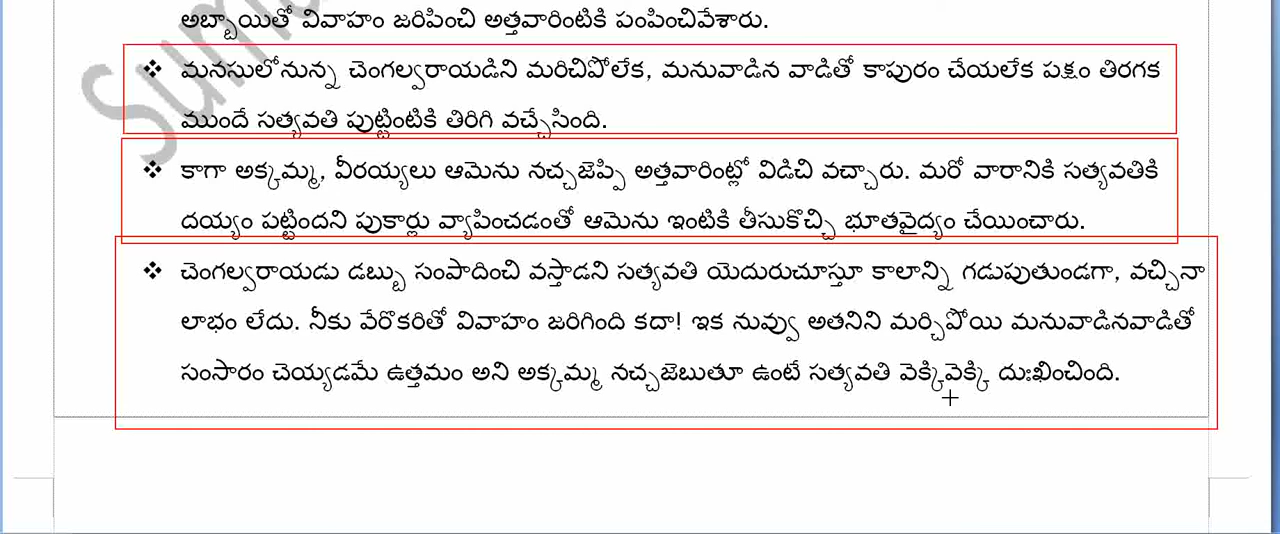 అబ్బాయితో వివాహం జరిపించి అత్తవారింటికి పంపించివేశారు.
❖ మనసులోనున్న చెంగల్వరాయడిని మరిచిపోలేక, మనువాడిన వాడితో కాపురం చేయలేక పక్షం తిరగక
ముందే సత్యవతి పుట్టింటికి తిరిగి వచ్చేసింది.
❖ కాగా అక్కమ్మ, వీరయ్యలు ఆమెను నచ్చజెప్పి అత్తవారింట్లో విడిచి వచ్చారు. మరో వారానికి సత్యవతికి
దయ్యం పట్టిందని పుకార్లు వ్యాపించడంతో ఆమెను ఇంటికి తీసుకొచ్చి భూతవైద్యం చేయించారు.
❖ చెంగల్వరాయడు డబ్బు సంపాదించి వస్తాడని సత్యవతి యెదురుచూస్తూ కాలాన్ని గడుపుతుండగా, వచ్చినా
లాభం లేదు. నీకు వేరొకరితో వివాహం జరిగింది కదా! ఇక నువ్వు అతనిని మర్చిపోయి మనువాడినవాడితో
సంసారం చెయ్యడమే ఉత్తమం అని అక్కమ్మ నచ్చజెబుతూ ఉంటే సత్యవతి వెక్కివెక్కి దుఃఖించింది.